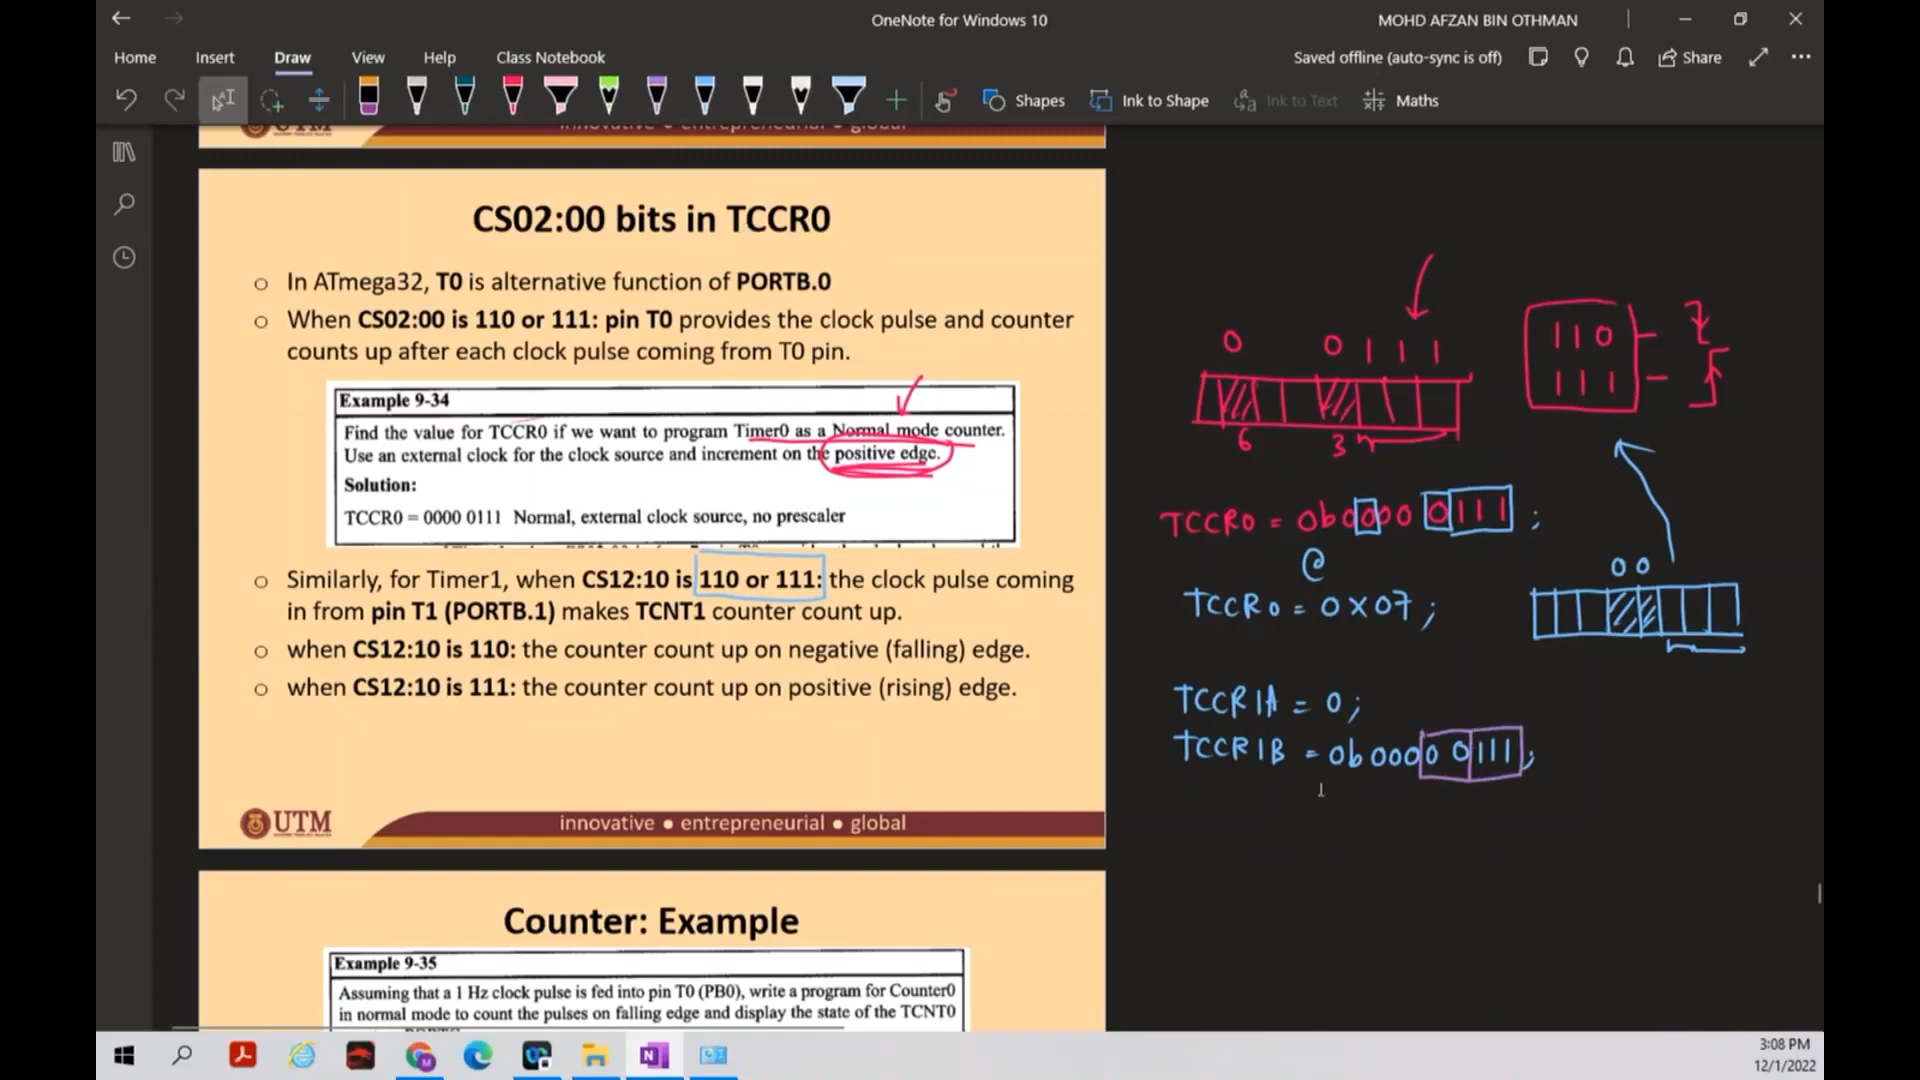 OneNote for Windows 10
MOHD AFZAN BIN OTHMAN
Home Insert Draw View Help Class Notebook
Saved offline (auto-sync is off) Share
Shapes Ink to Shape Ink to Text Maths
UTM innovative • entrepreneurial • global
CS02:00 bits in TCCR0
In ATmega32, T0 is alternative function of PORTB.0
When CS02:00 is 110 or 111: pin T0 provides the clock pulse and counter
counts up after each clock pulse coming from T0 pin.
Example 9-34
Find the value for TCCR0 if we want to program Timer0 as a Normal mode counter.
Use an external clock for the clock source and increment on the positive edge.
Solution:
TCCR0 = 0000 0111 Normal, external clock source, no prescaler
Similarly, for Timer1, when CS12:10 is 110 or 111: the clock pulse coming
in from pin T1 (PORTB.1) makes TCNT1 counter count up.
when CS12:10 is 110: the counter count up on negative (falling) edge.
when CS12:10 is 111: the counter count up on positive (rising) edge.
UTM
innovative • entrepreneurial • global
Counter: Example
Example 9-35
Assuming that a 1 Hz clock pulse is fed into pin T0 (PB0), write a program for Counter0
in normal mode to count the pulses on falling edge and display the state of the TCNT0
0 0 1 1 1
6 3
110
111
TCCR0 = 0b0000 0111 ;
@
TCCR0 = 0x07 ;
00
TCCR1A = 0 ;
TCCR1B = 0b0000 0111 ;
3:08 PM
12/1/2022